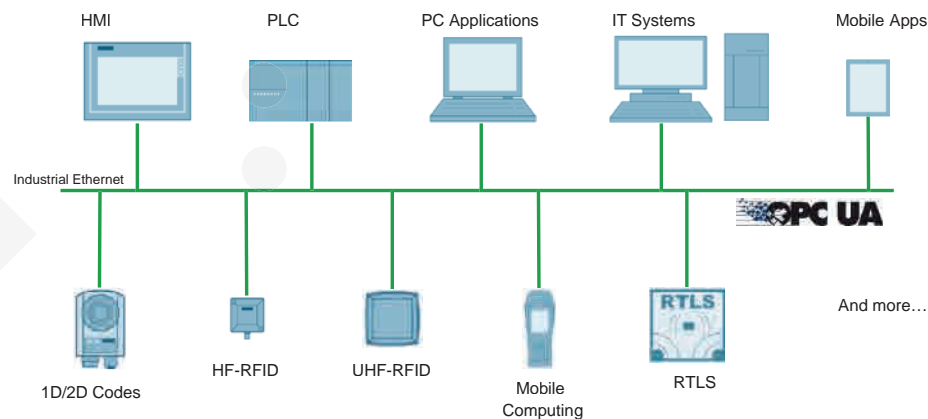 HMI
PLC
PC Applications
IT Systems
Mobile Apps
Industrial Ethernet
OPC UA
RTLS
And more…
HF-RFID
UHF-RFID
RTLS
1D/2D Codes
Mobile
Computing